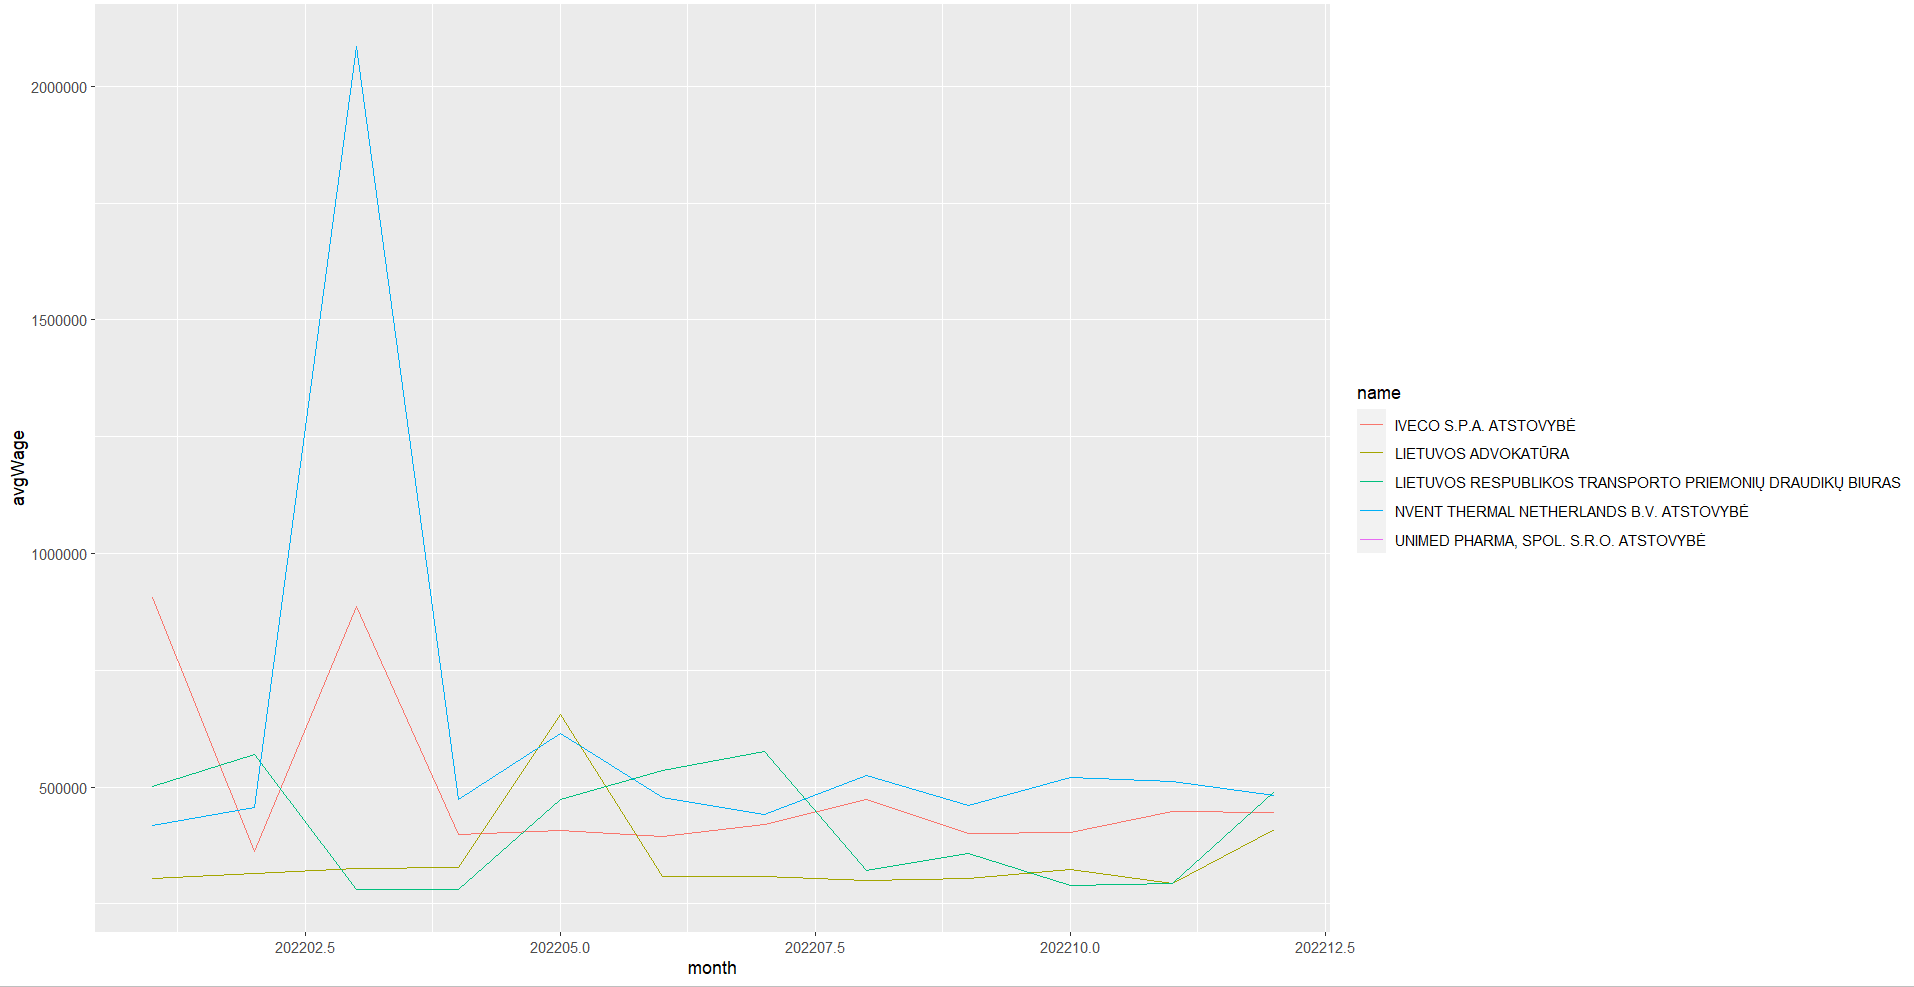 2000000
1500000
1000000
500000
avgWage
202202.5
202205.0
202207.5
202210.0
202212.5
month
name
IVECO S.P.A. ATSTOVYBĖ
LIETUVOS ADVOKATŪRA
LIETUVOS RESPUBLIKOS TRANSPORTO PRIEMONIŲ DRAUDIKŲ BIURAS
NVENT THERMAL NETHERLANDS B.V. ATSTOVYBĖ
UNIMED PHARMA, SPOL. S.R.O. ATSTOVYBĖ